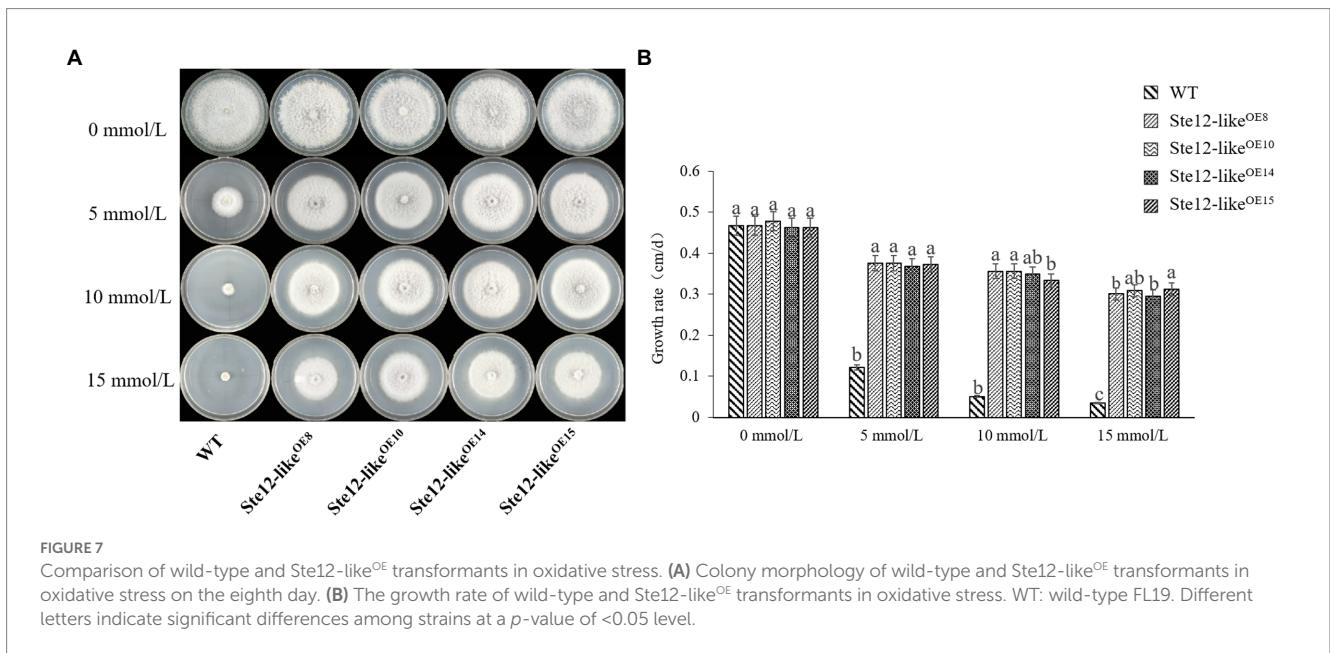 A
0 mmol/L
5 mmol/L
10 mmol/L
15 mmol/L
WT
Ste12-likeOE8
Ste12-likeOE10
Ste12-likeOE14
Ste12-likeOE15
B
WT
Ste12-likeOE8
Ste12-likeOE10
Ste12-likeOE14
Ste12-likeOE15
Growth rate（cm/d）
0.6
0.5
0.4
0.3
0.2
0.1
0
a a a a a
b a a a a
b a a ab b
c b ab b a
0 mmol/L 5 mmol/L 10 mmol/L 15 mmol/L
FIGURE 7
Comparison of wild-type and Ste12-likeOE transformants in oxidative stress. (A) Colony morphology of wild-type and Ste12-likeOE transformants in
oxidative stress on the eighth day. (B) The growth rate of wild-type and Ste12-likeOE transformants in oxidative stress. WT: wild-type FL19. Different
letters indicate significant differences among strains at a p-value of <0.05 level.